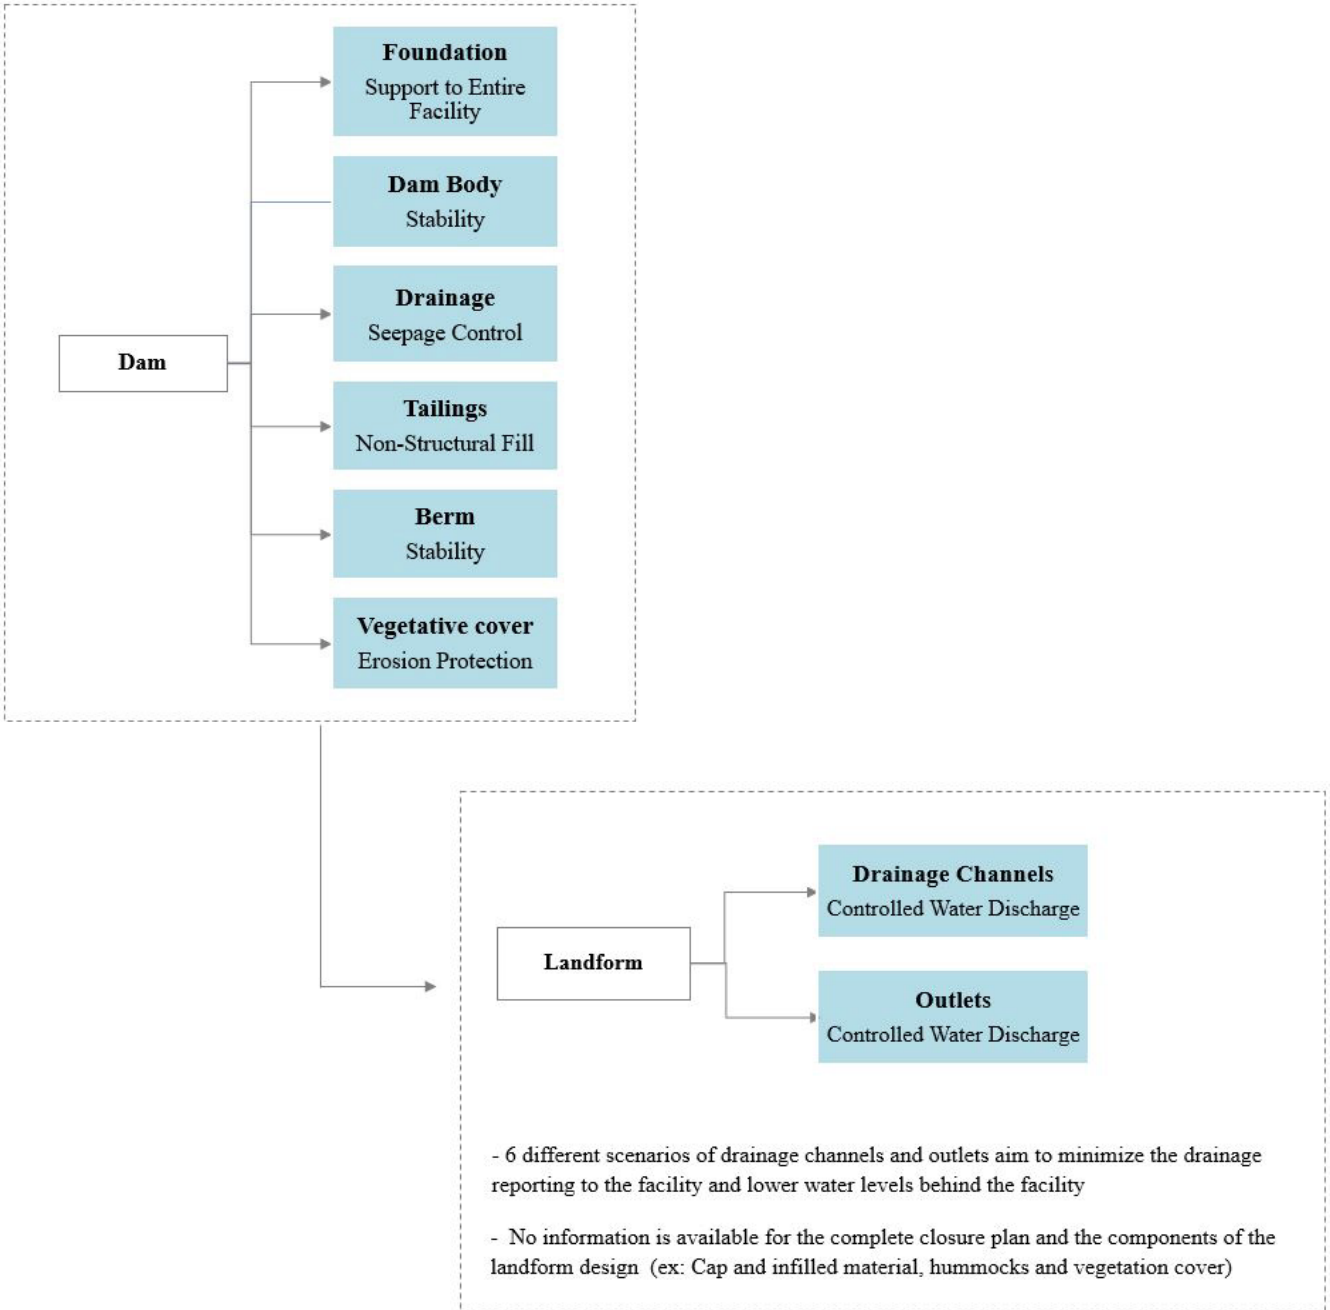 Foundation
Support to Entire
Facility
Dam Body
Stability
Drainage
Seepage Control
Dam
Tailings
Non-Structural Fill
Berm
Stability
Vegetative cover
Erosion Protection
Drainage Channels
Controlled Water Discharge
Landform
Outlets
Controlled Water Discharge
- 6 different scenarios of drainage channels and outlets aim to minimize the drainage
reporting to the facility and lower water levels behind the facility
- No information is available for the complete closure plan and the components of the
landform design (ex: Cap and infilled material, hummocks and vegetation cover)